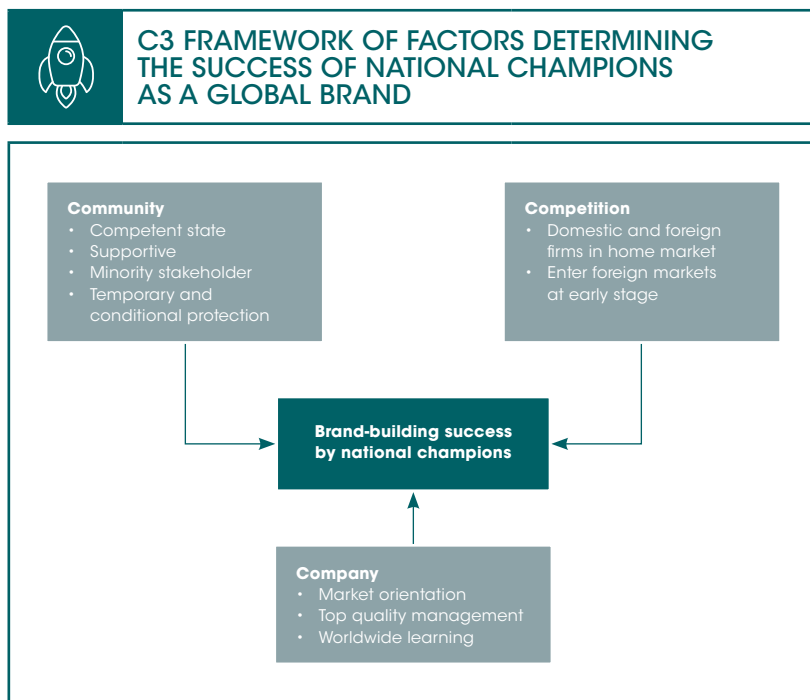 C3 FRAMEWORK OF FACTORS DETERMINING
THE SUCCESS OF NATIONAL CHAMPIONS
AS A GLOBAL BRAND
Community
• Competent state
• Supportive
• Minority stakeholder
• Temporary and
conditional protection
Competition
• Domestic and foreign
firms in home market
• Enter foreign markets
at early stage
Brand-building success
by national champions
Company
• Market orientation
• Top quality management
• Worldwide learning